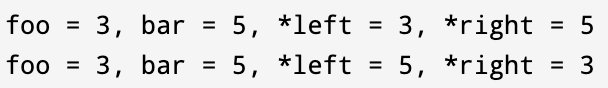 foo = 3, bar = 5, *left = 3, *right = 5
foo = 3, bar = 5, *left = 5, *right = 3